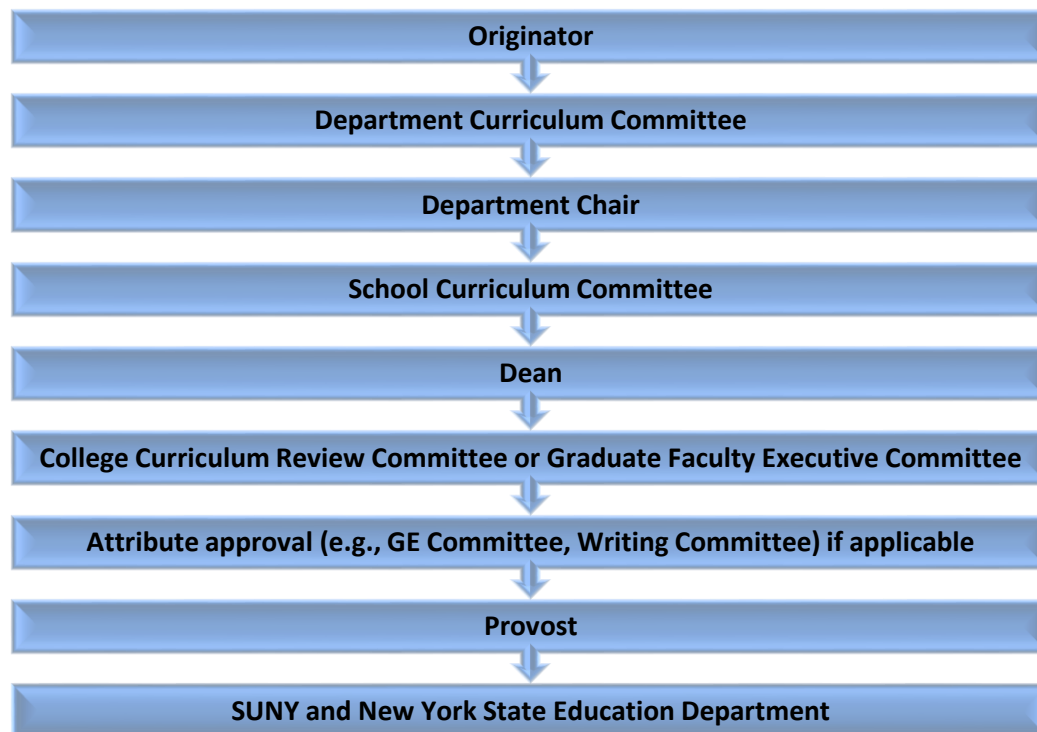 Originator
Department Curriculum Committee
Department Chair
School Curriculum Committee
Dean
College Curriculum Review Committee or Graduate Faculty Executive Committee
Attribute approval (e.g., GE Committee, Writing Committee) if applicable
Provost
SUNY and New York State Education Department